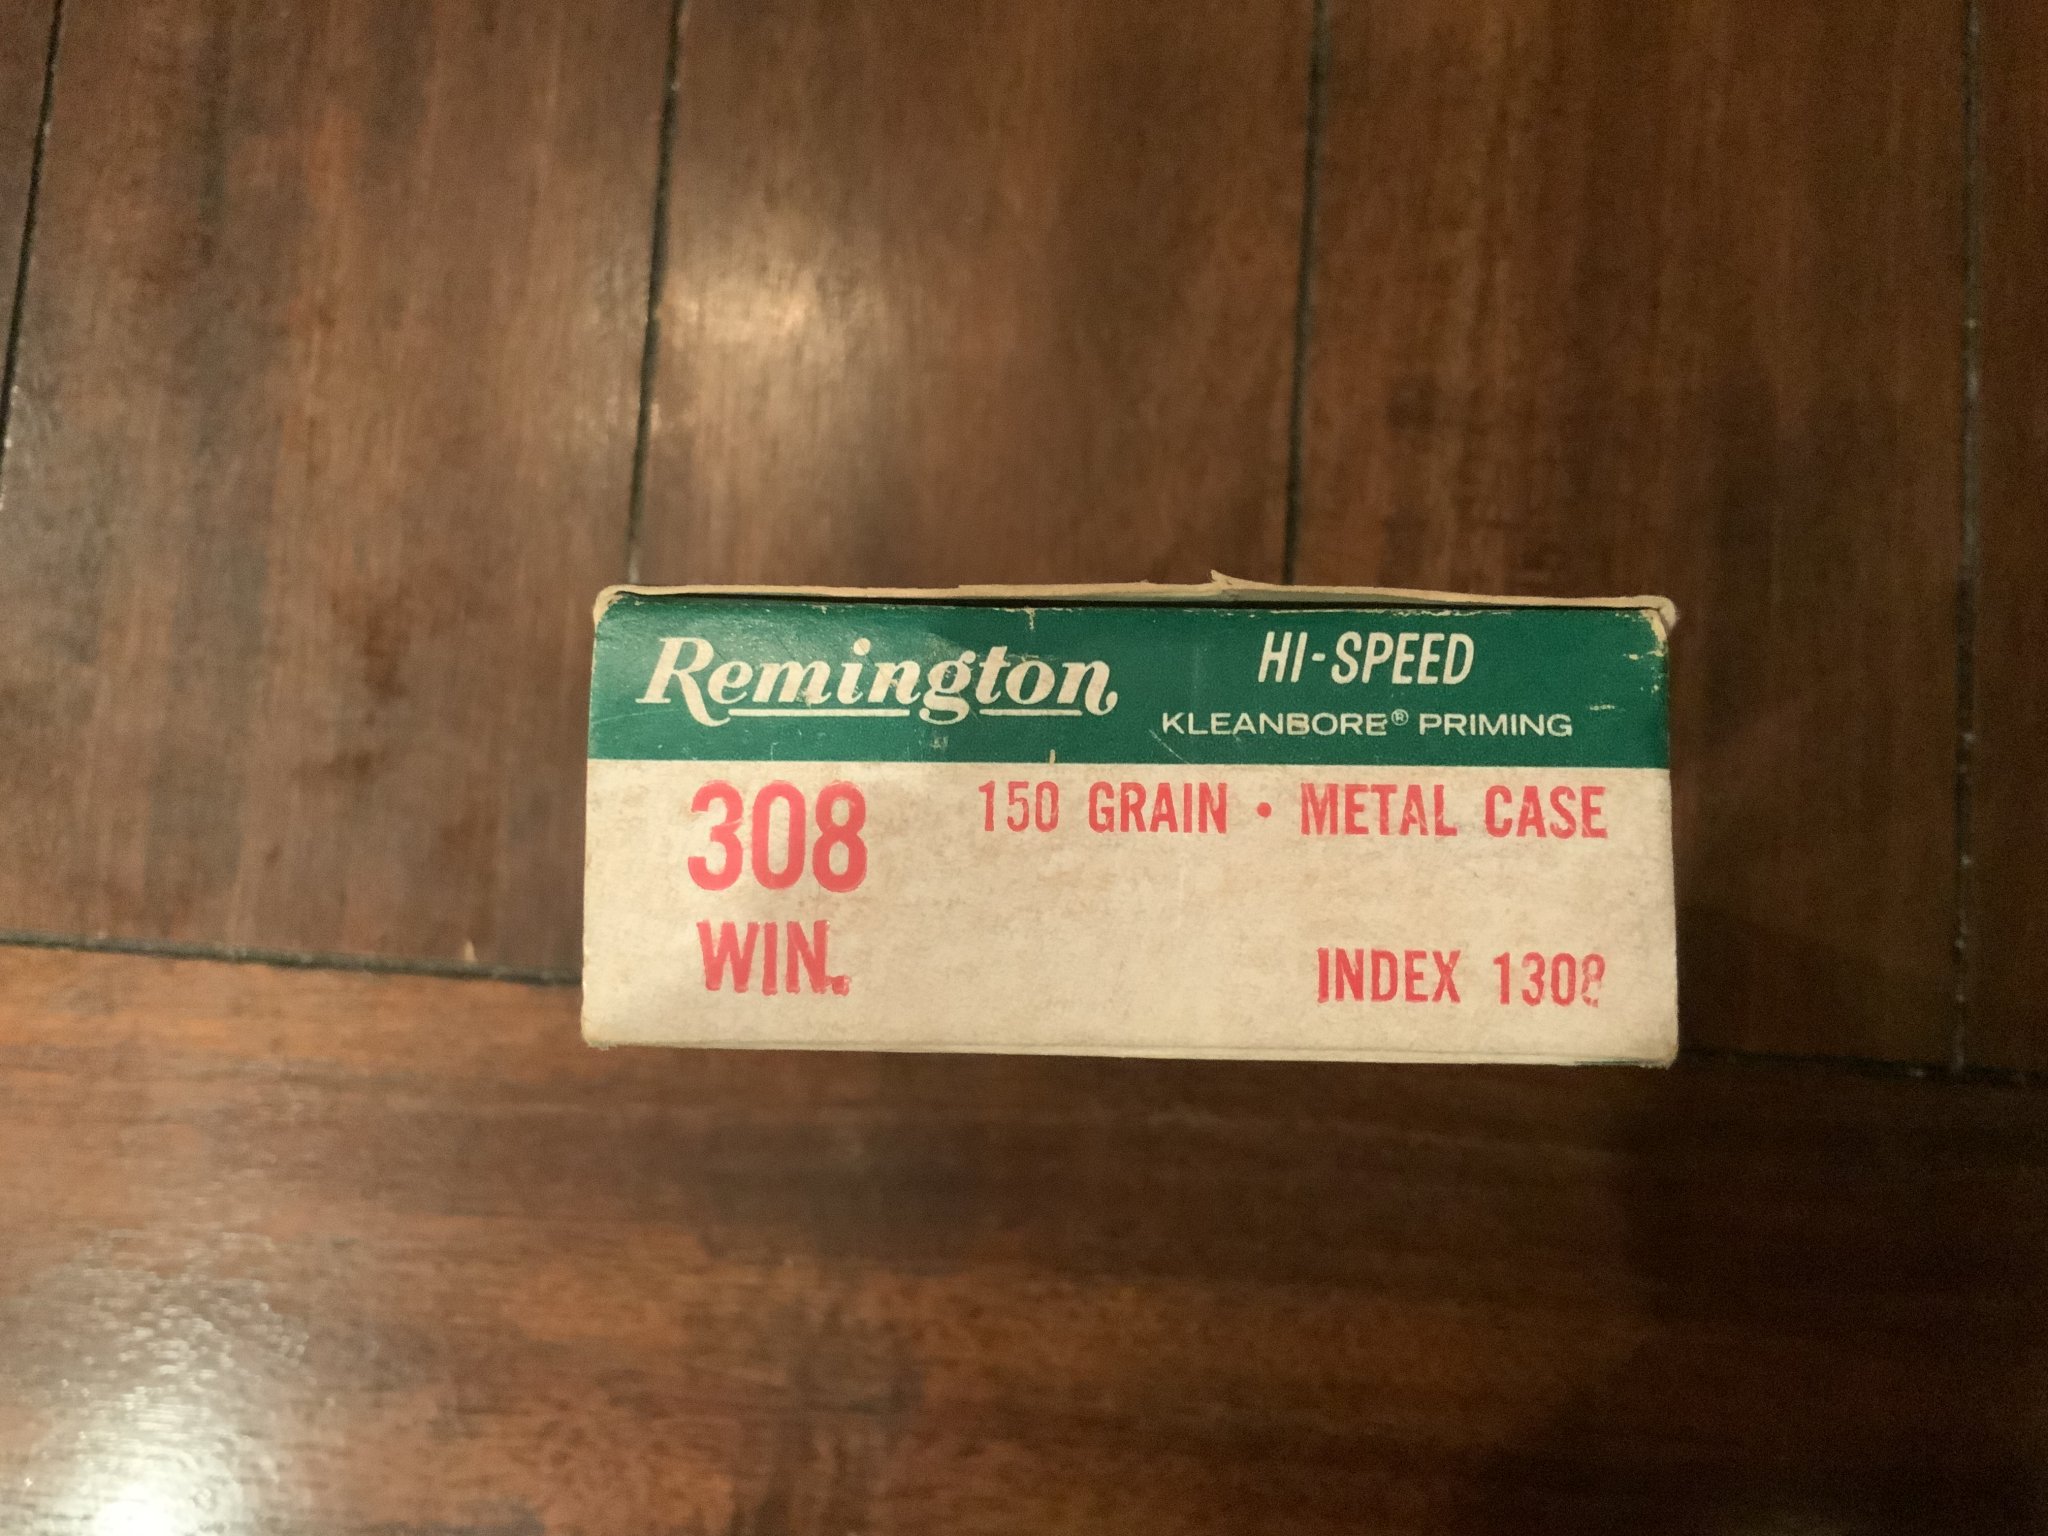 Remington
HI-SPEED
KLEANBORE® PRIMING
308
WIN.
150 GRAIN • METAL CASE
INDEX 1308